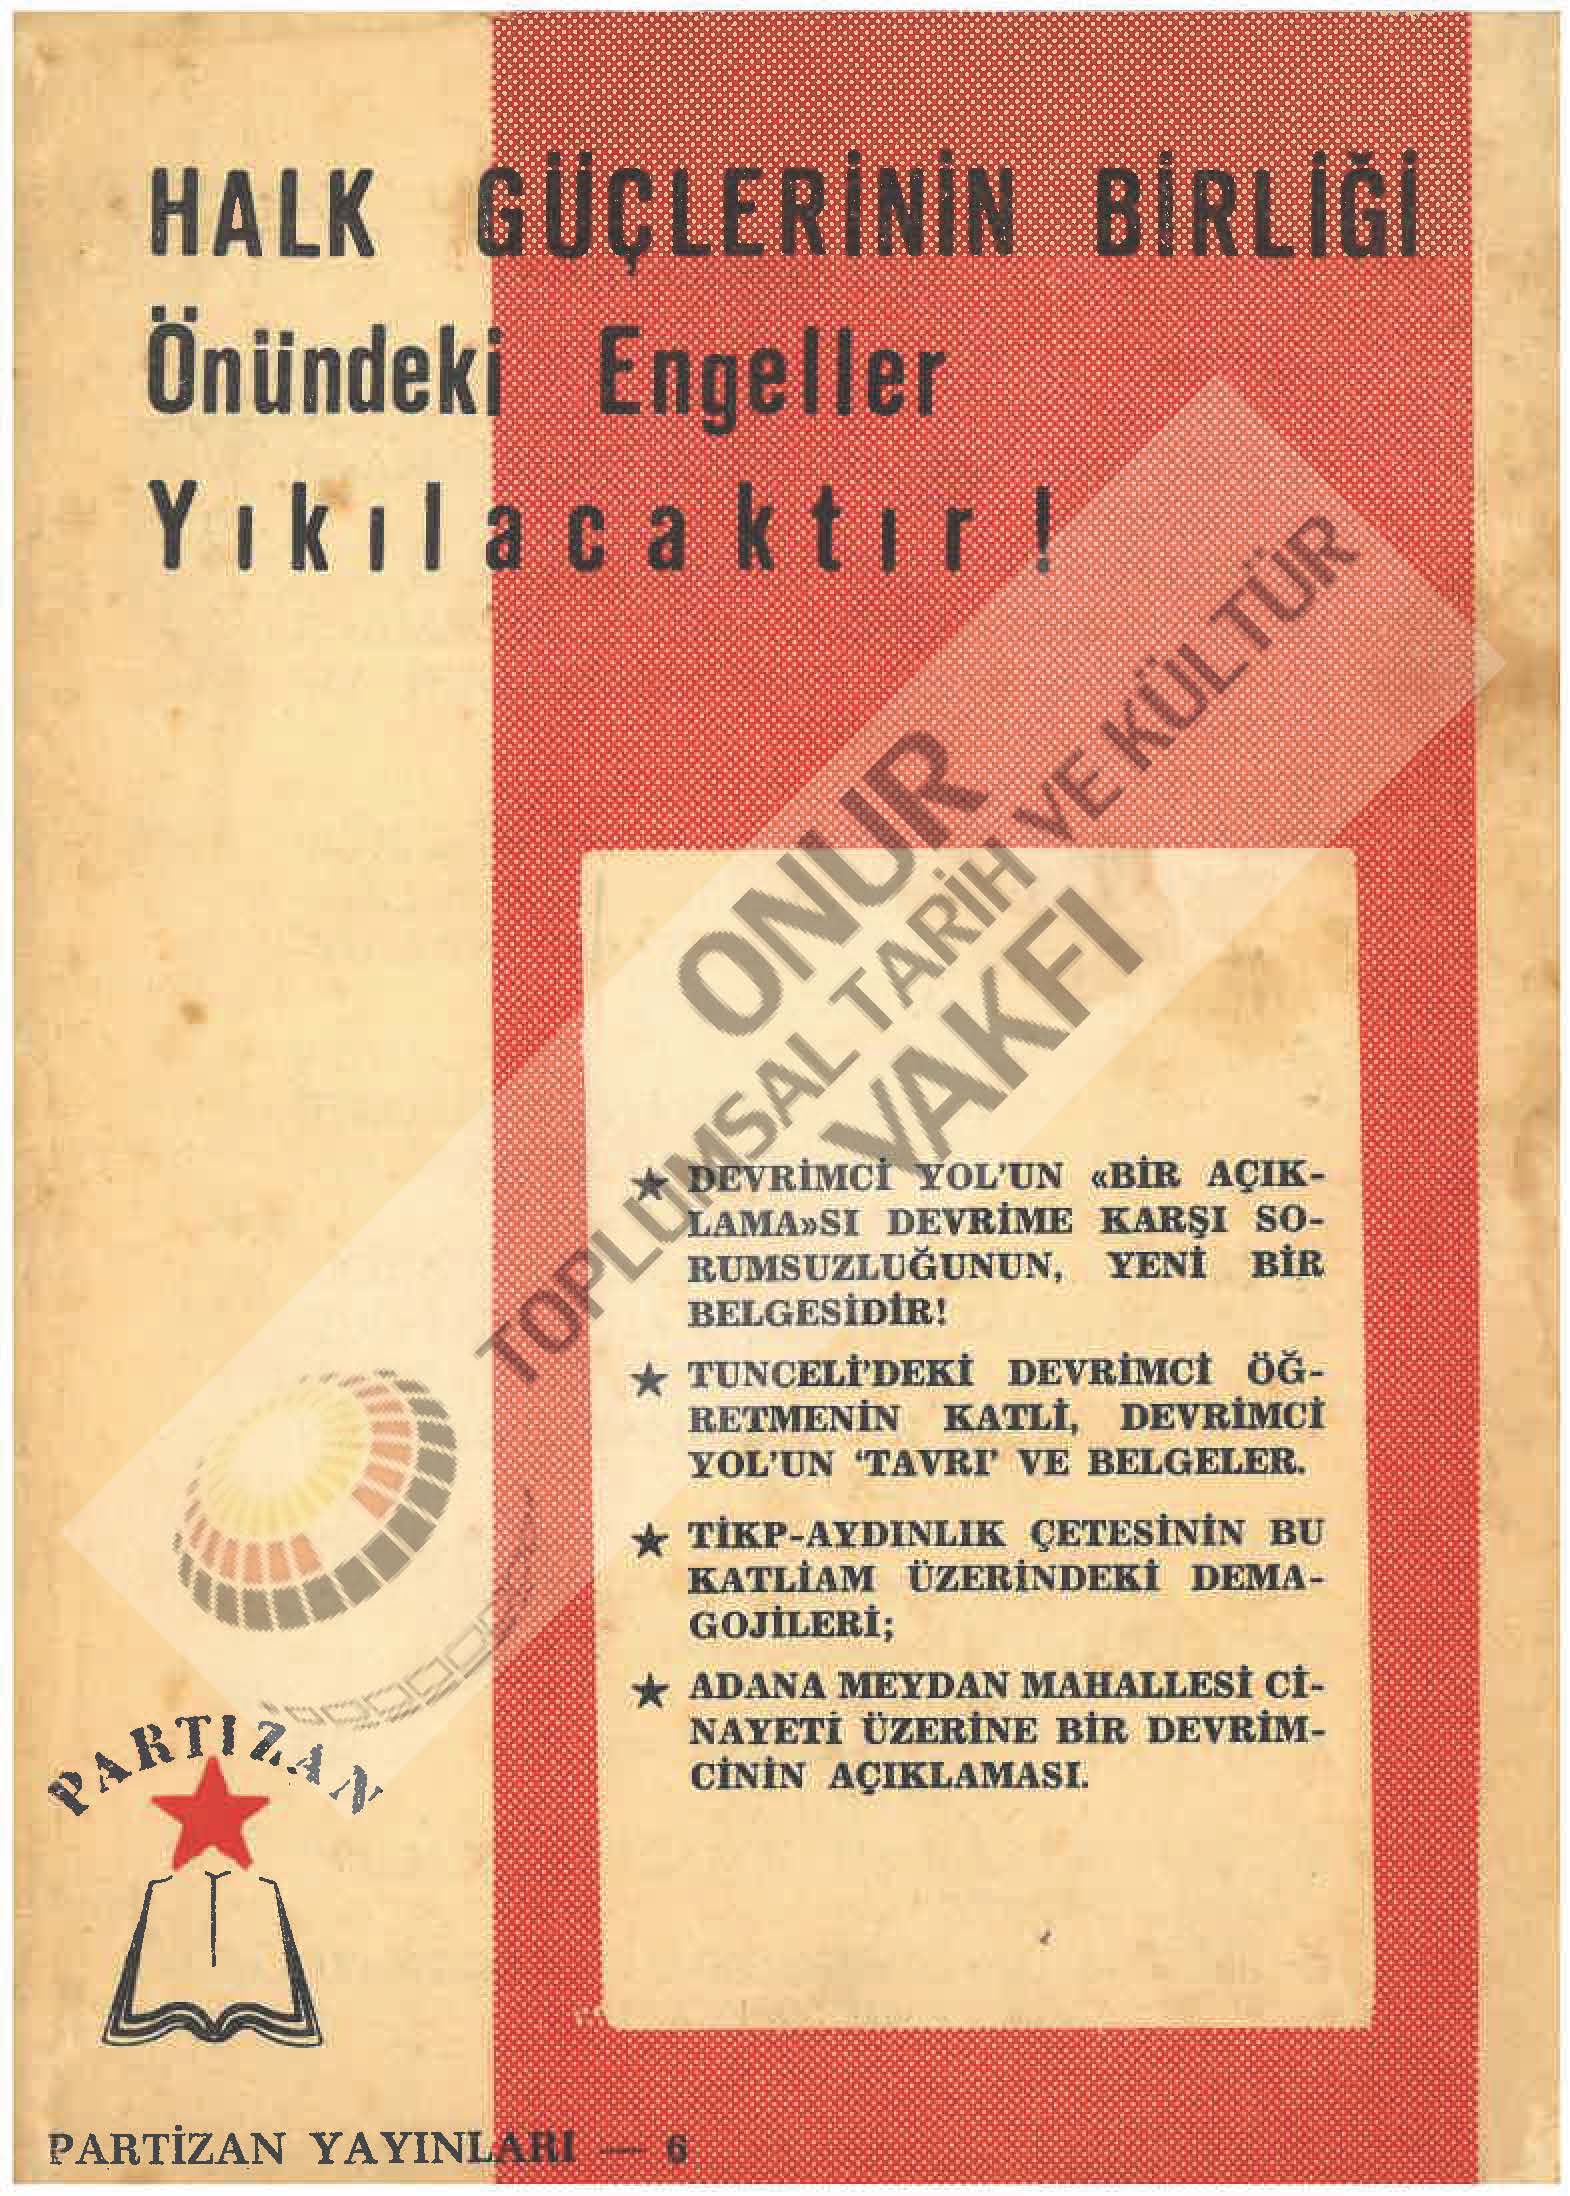 HALK GÜÇLERİNİN BİRLİĞİ
Önündeki Engeller
Yıkılacaktır!
ONUR
TOPLUMSAL TARİH VE KÜLTÜR
VAKFI
★ DEVRİMCİ YOL'UN «BİR AÇIK-
LAMA»SI DEVRİME KARŞI SO-
RUMSUZLUĞUNUN, YENİ BİR
BELGESİDİR!
★ TUNCELİ'DEKİ DEVRİMCİ ÖĞ-
RETMENİN KATLİ, DEVRİMCİ
YOL'UN 'TAVRI' VE BELGELER.
★ TİKP-AYDINLIK ÇETESİNİN BU
KATLİAM ÜZERİNDEKİ DEMA-
GOJİLERİ;
★ ADANA MEYDAN MAHALLESİ Cİ-
NAYETİ ÜZERİNE BİR DEVRİM-
CİNİN AÇIKLAMASI.
PARTIZAN
PARTİZAN YAYINLARI — 6